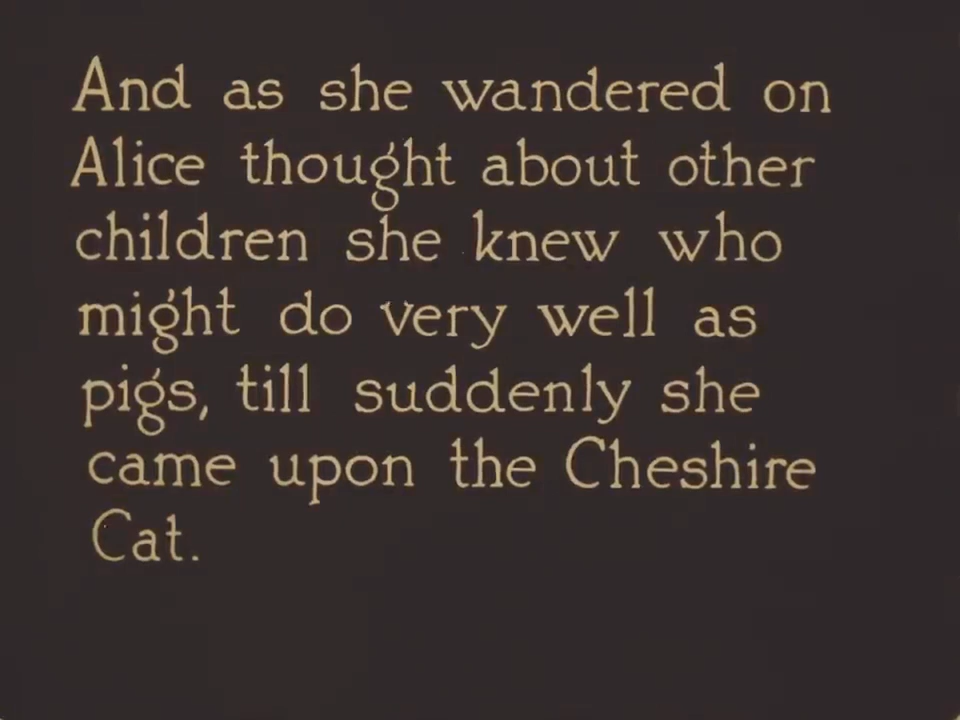 And as she wandered on
Alice thought about other
children she knew who
might do very well as
pigs, till suddenly she
came upon the Cheshire
Cat.